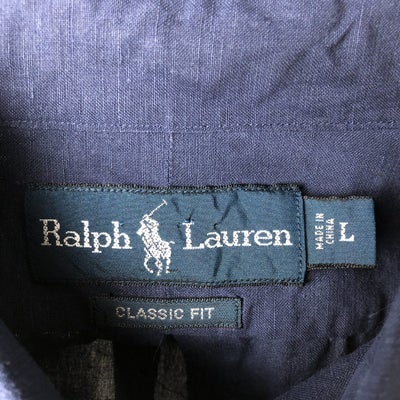 Ralph Lauren
MADE IN
CHINA
L
CLASSIC FIT